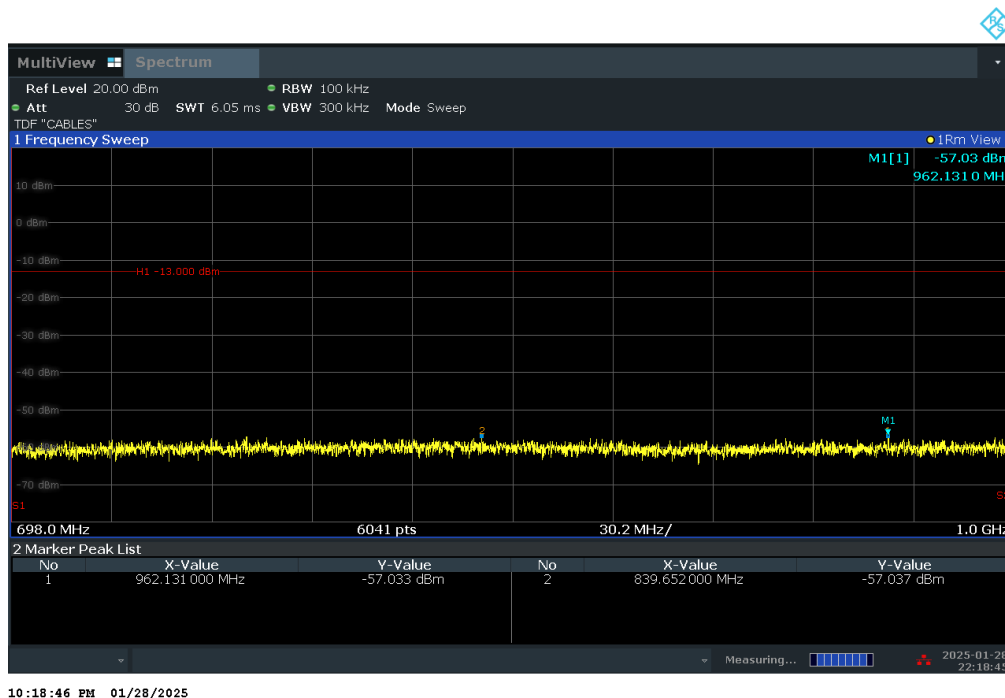 R S
MultiView Spectrum
Ref Level 20.00 dBm RBW 100 kHz
Att 30 dB SWT 6.05 ms VBW 300 kHz Mode Sweep
TDF "CABLES"
1 Frequency Sweep 1Rm View
M1[1] -57.03 dBm
962.1310 MH
10 dBm
0 dBm
-10 dBm
H1 -13.000 dBm
-20 dBm
-30 dBm
-40 dBm
-50 dBm
M1
2
-70 dBm
S1 S
698.0 MHz 6041 pts 30.2 MHz/ 1.0 GHz
2 Marker Peak List
No X-Value Y-Value No X-Value Y-Value
1 962.131000 MHz -57.033 dBm 2 839.652000 MHz -57.037 dBm
Measuring... 2025-01-28
22:18:45
10:18:46 PM 01/28/2025